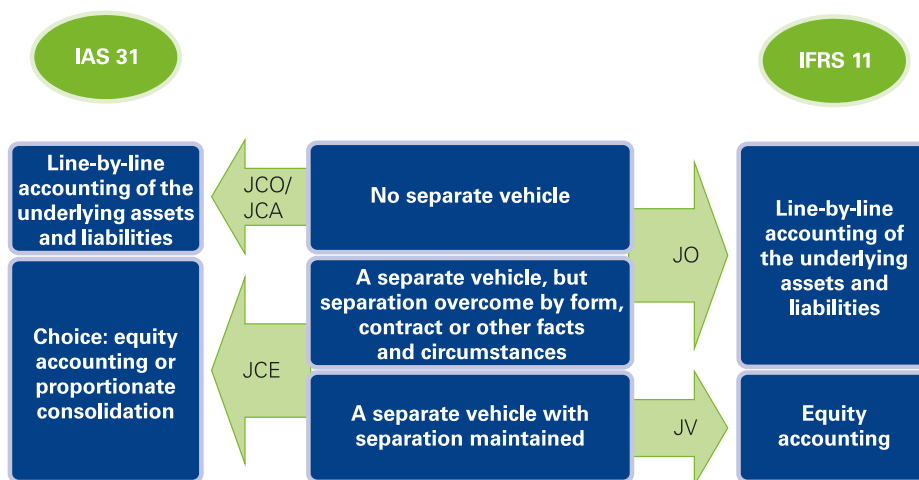 IAS 31
IFRS 11
Line-by-line
accounting of the
underlying assets
and liabilities
JCO/
JCA
No separate vehicle
JO
Line-by-line
accounting of
the underlying
assets and
liabilities
A separate vehicle, but
separation overcome by form,
contract or other facts
and circumstances
Choice: equity
accounting or
proportionate
consolidation
JCE
A separate vehicle with
separation maintained
JV
Equity
accounting